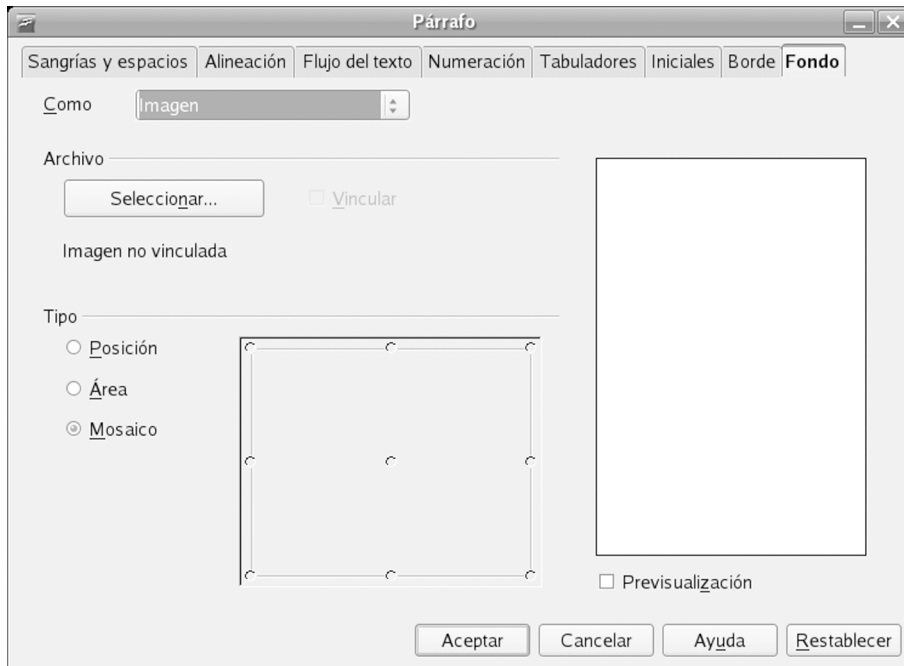 Párrafo
Sangrías y espacios Alineación Flujo del texto Numeración Tabuladores Iniciales Borde Fondo
Como Imagen
Archivo
Seleccionar... Vincular
Imagen no vinculada
Tipo
Posición
Área
Mosaico
Previsualización
Aceptar Cancelar Ayuda Restablecer